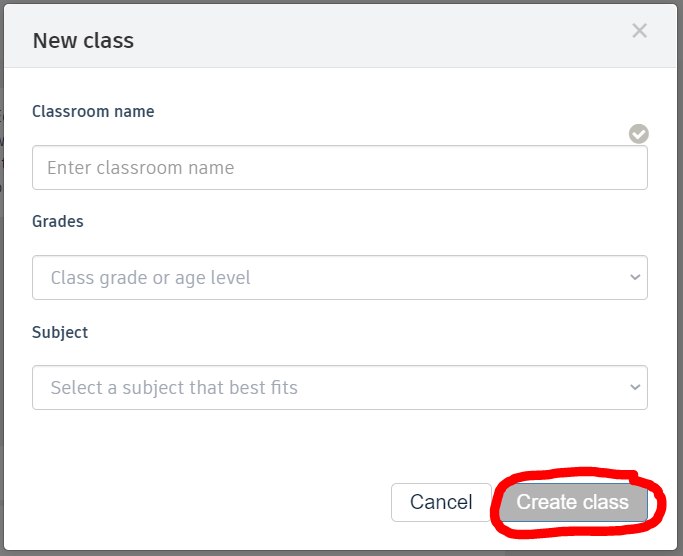 New class
Classroom name
Enter classroom name
Grades
Class grade or age level
Subject
Select a subject that best fits
Cancel Create class